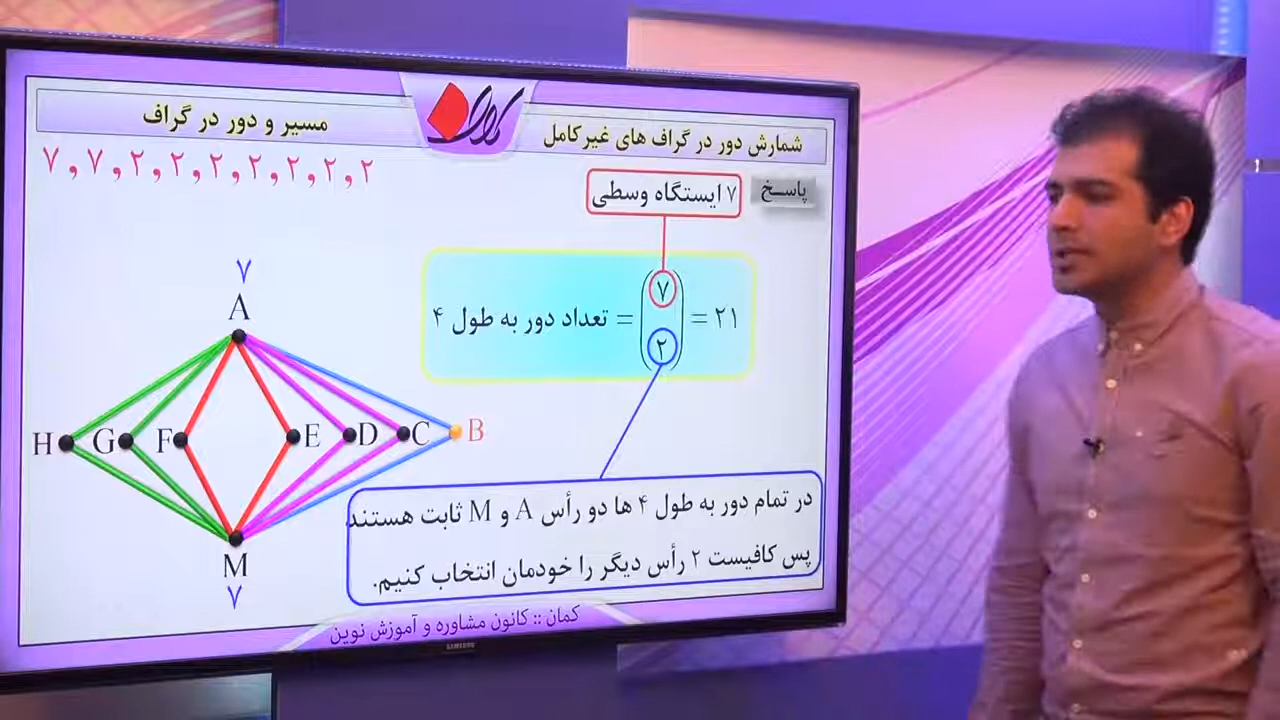 شمارش دور در گراف های غیرکامل
مسیر و دور در گراف
کمان
۷,۷,۲,۲,۲,۲,۲,۲,۲
پاسخ
۷ ایستگاه وسطی
تعداد دور به طول ۴ = (۷ ۲) = ۲۱
۷
A
H G F E D C B
M
۷
در تمام دور به طول ۴ ها دو رأس A و M ثابت هستند
پس کافیست ۲ رأس دیگر را خودمان انتخاب کنیم.
کمان :: کانون مشاوره و آموزش نوین
SAMSUNG